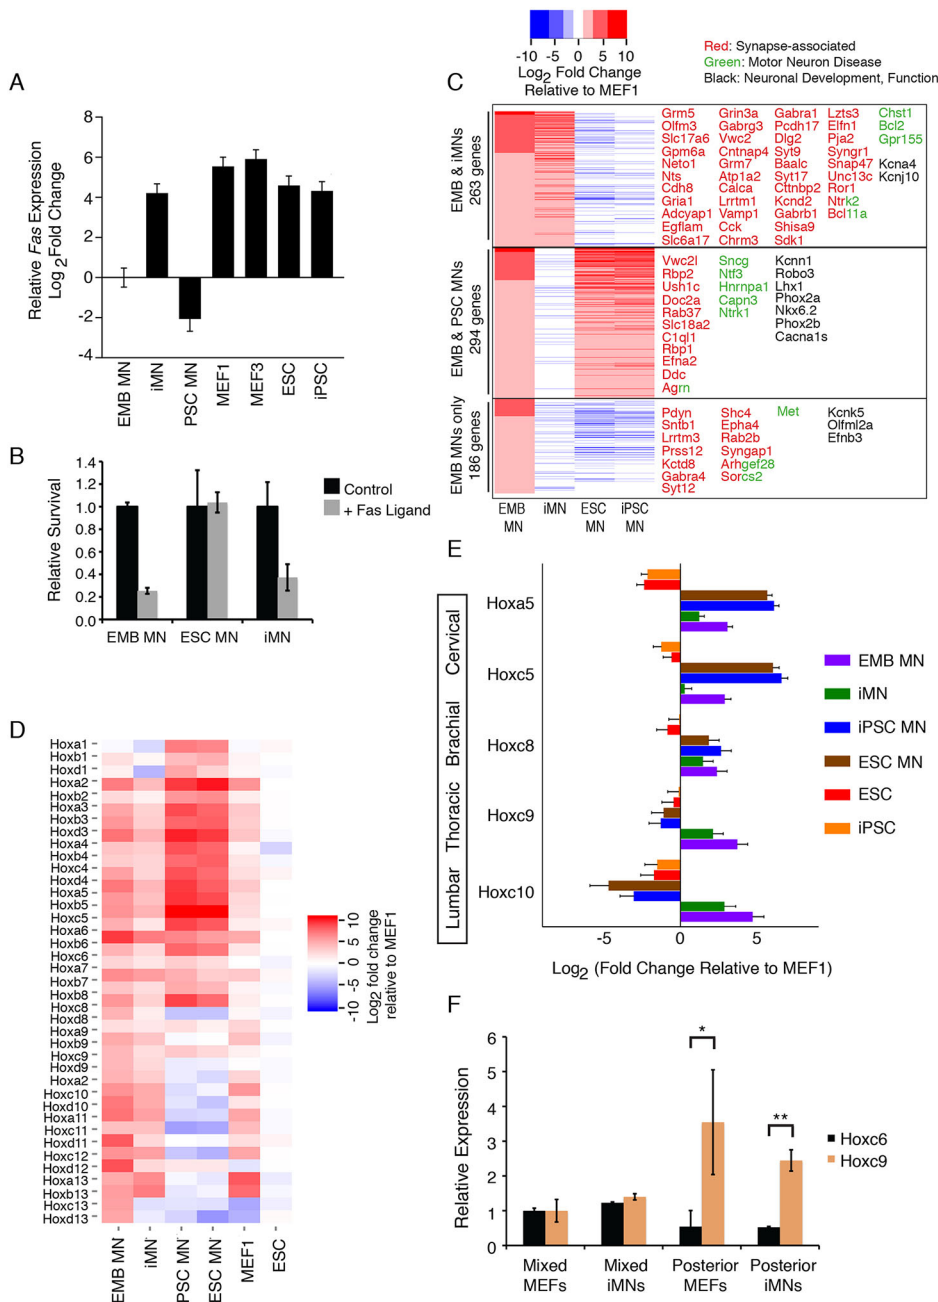 A
Relative Fas Expression
Log 2Fold Change
8
6
4
2
0
-2
-4
EMB MN
iMN
PSC MN
MEF1
MEF3
ESC
iPSC
B
Relative Survival
1.4
1.2
1.0
0.8
0.6
0.4
0.2
0.0
EMB MN
ESC MN
iMN
Control
+ Fas Ligand
-10
-5
0
5
10
Log2 Fold Change
Relative to MEF1
Red: Synapse-associated
Green: Motor Neuron Disease
Black: Neuronal Development, Function
C
EMB & iMNs
263 genes
Grm5 Grin3a Gabra1 Lzts3 Chst1
Olfm3 Gabrg3 Pcdh17 Elfn1 Bcl2
Slc17a6 Vwc2 Dlg2 Pja2 Gpr155
Gpm6a Cntnap4 Syt9 Syngr1
Neto1 Grm7 Baalc Snap47 Kcna4
Nts Atp1a2 Syt17 Unc13c Kcnj10
Cdh8 Calca Cttnbp2 Ror1
Gria1 Lrrtm1 Kcnd2 Ntrk2
Adcyap1 Vamp1 Gabrb1 Bcl11a
Egflam Cck Shisa9
Slc6a17 Chrm3 Sdk1
EMB & PSC MNs
294 genes
Vwc2l Sncg Kcnn1
Rbp2 Ntf3 Robo3
Ush1c Hnrnpa1 Lhx1
Doc2a Capn3 Phox2a
Rab37 Ntrk1 Nkx6.2
Slc18a2 Phox2b
C1ql1 Cacna1s
Rbp1
Efna2
Ddc
Agrn
EMB MNs only
186 genes
Pdyn Shc4 Met Kcnk5
Sntb1 Epha4 Olfml2a
Lrrtm3 Rab2b Efnb3
Prss12 Syngap1
Kctd8 Arhgef28
Gabra4 Sorcs2
Syt12
EMB
MN
iMN
ESC
MN
iPSC
MN
D
Hoxa1
Hoxb1
Hoxd1
Hoxa2
Hoxb2
Hoxa3
Hoxb3
Hoxd3
Hoxa4
Hoxb4
Hoxc4
Hoxd4
Hoxa5
Hoxb5
Hoxc5
Hoxa6
Hoxb6
Hoxc6
Hoxa7
Hoxb7
Hoxb8
Hoxc8
Hoxd8
Hoxa9
Hoxb9
Hoxc9
Hoxd9
Hoxa2
Hoxc10
Hoxd10
Hoxa11
Hoxc11
Hoxd11
Hoxc12
Hoxd12
Hoxa13
Hoxb13
Hoxc13
Hoxd13
EMB MN
iMN
PSC MN
ESC MN
MEF1
ESC
10
5
0
-5
-10
Log2 fold change
relative to MEF1
E
Cervical
Brachial
Thoracic
Lumbar
Hoxa5
Hoxc5
Hoxc8
Hoxc9
Hoxc10
-5
0
5
Log2 (Fold Change Relative to MEF1)
EMB MN
iMN
iPSC MN
ESC MN
ESC
iPSC
F
Relative Expression
6
5
4
3
2
1
0
*
**
Mixed
MEFs
Mixed
iMNs
Posterior
MEFs
Posterior
iMNs
Hoxc6
Hoxc9